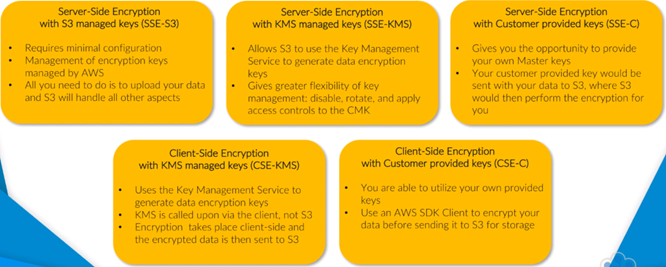 Server-Side Encryption
with S3 managed keys (SSE-S3)
• Requires minimal configuration
• Management of encryption keys
managed by AWS
• All you need to do is to upload your data
and S3 will handle all other aspects
Server-Side Encryption
with KMS managed keys (SSE-KMS)
• Allows S3 to use the Key Management
Service to generate data encryption
keys
• Gives greater flexibility of key
management; disable, rotate, and apply
access controls to the CMK
Server-Side Encryption
with Customer provided keys (SSE-C)
• Gives you the opportunity to provide
your own Master keys
• Your customer provided key would be
sent with your data to S3, where S3
would then perform the encryption for
you
Client-Side Encryption
with KMS managed keys (CSE-KMS)
• Uses the Key Management Service to
generate data encryption keys
• KMS is called upon via the client, not S3
• Encryption takes place client-side and
the encrypted data is then sent to S3
Client-Side Encryption
with Customer provided keys (CSE-C)
• You are able to utilize your own provided
keys
• Use an AWS SDK Client to encrypt your
data before sending it to S3 for storage